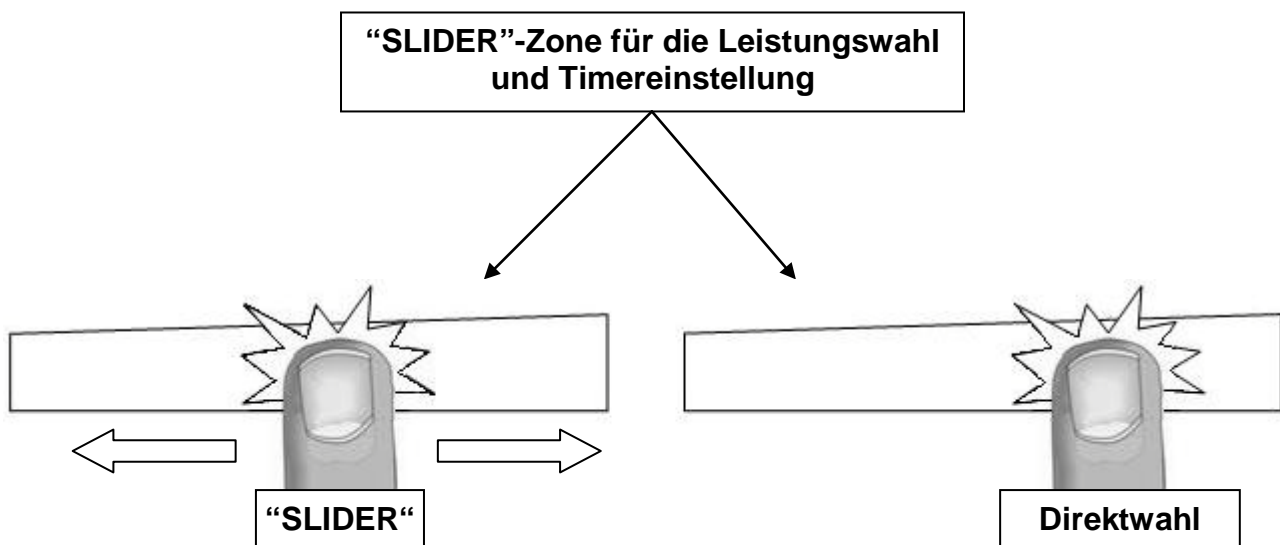 “SLIDER”-Zone für die Leistungswahl
und Timereinstellung
“SLIDER“
Direktwahl